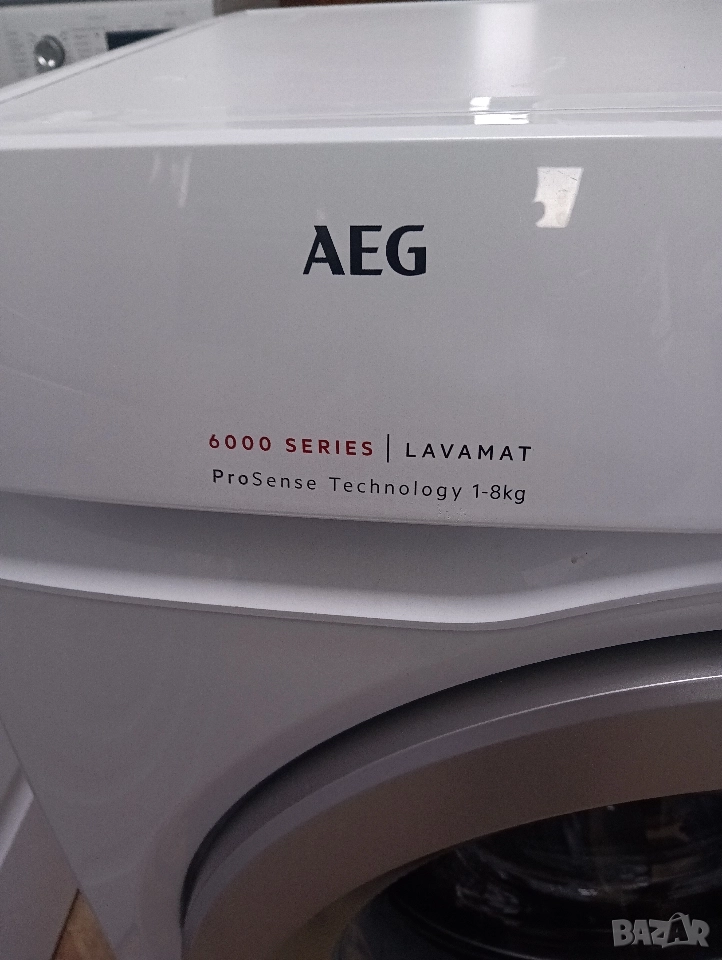 AEG
6000 SERIES | LAVAMAT
ProSense Technology 1-8kg
BAZAR